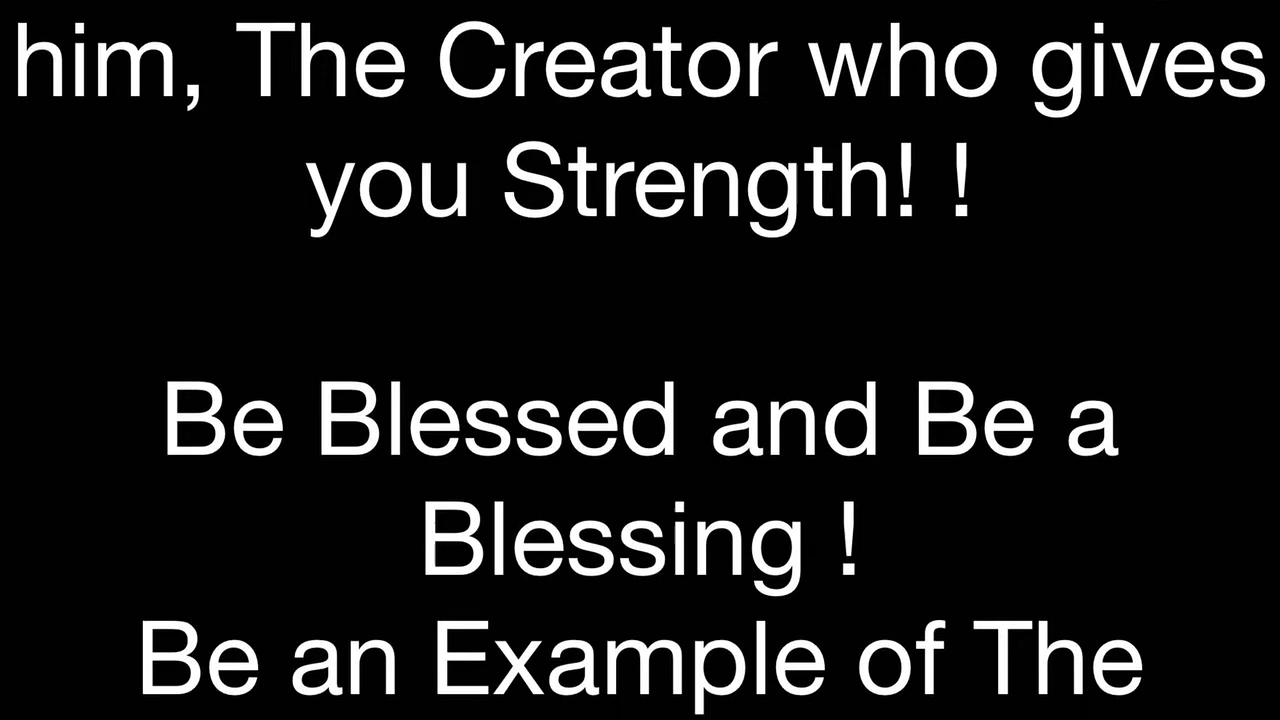 him, The Creator who gives
you Strength! !
Be Blessed and Be a
Blessing !
Be an Example of The